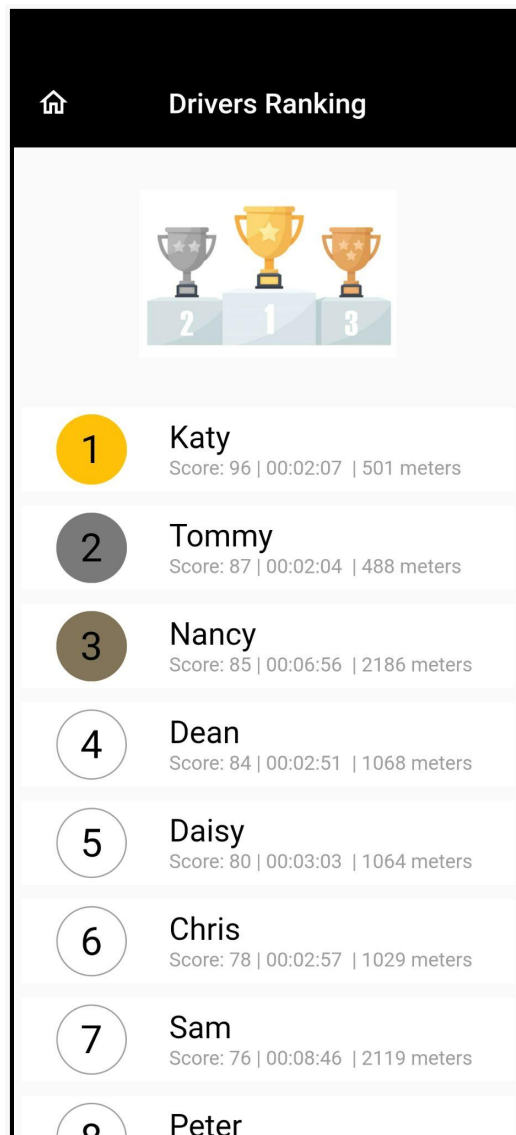 Drivers Ranking
2 1 3
1 Katy
Score: 96 | 00:02:07 | 501 meters
2 Tommy
Score: 87 | 00:02:04 | 488 meters
3 Nancy
Score: 85 | 00:06:56 | 2186 meters
4 Dean
Score: 84 | 00:02:51 | 1068 meters
5 Daisy
Score: 80 | 00:03:03 | 1064 meters
6 Chris
Score: 78 | 00:02:57 | 1029 meters
7 Sam
Score: 76 | 00:08:46 | 2119 meters
8 Peter